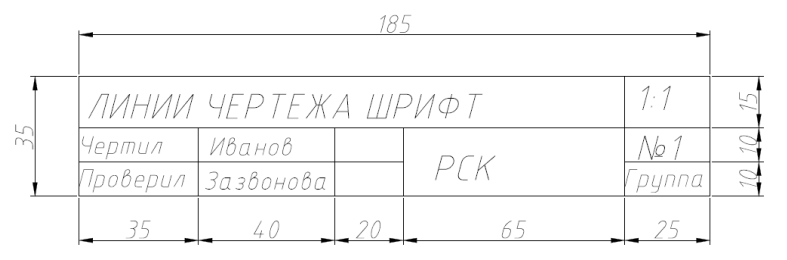 185
ЛИНИИ ЧЕРТЕЖА ШРИФТ 1:1 15
35
Чертил Иванов РСК №1 10
Проверил Зазвонова Группа 10
35 40 20 65 25